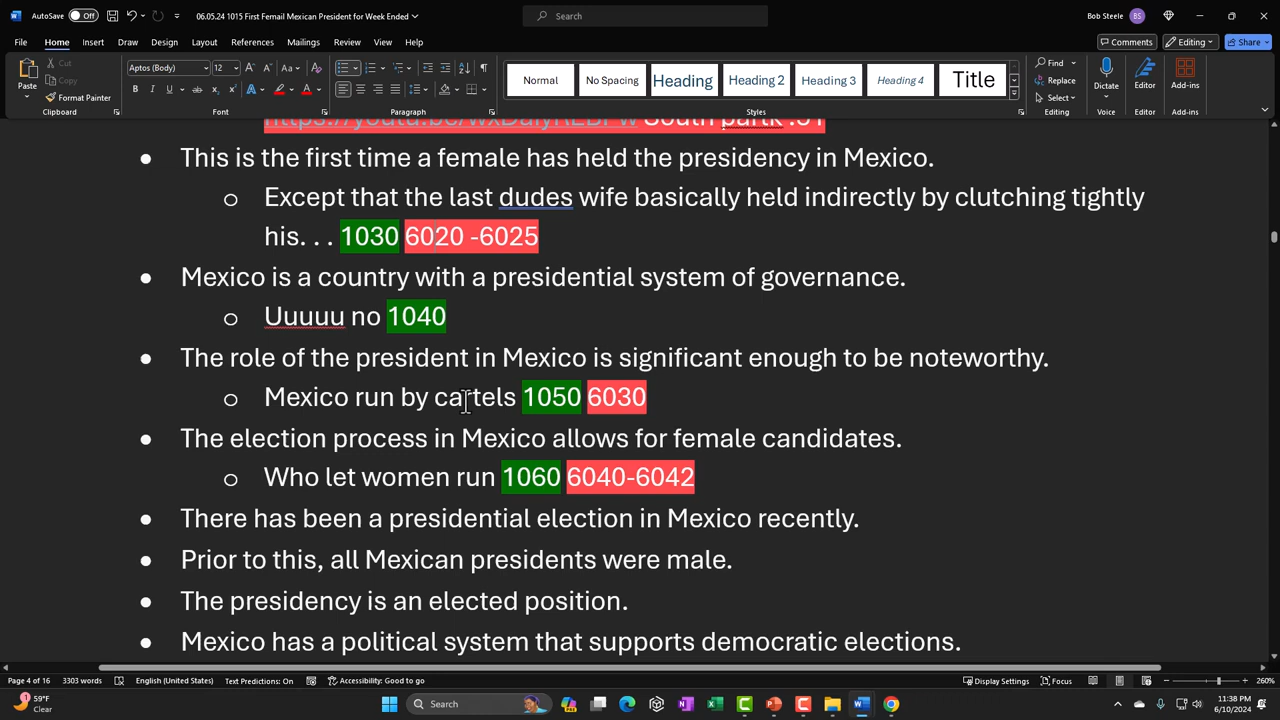 AutoSave Off 06.05.24 1015 First Femail Mexican President for Week Ended Search Bob Steele BS
File Home Insert Draw Design Layout References Mailings Review View Help Comments Editing Share
Paste Cut Copy Format Painter Aptos (Body) 12 Normal No Spacing Heading Heading 2 Heading 3 Heading 4 Title Find Replace Select Dictate Editor Add-ins
Clipboard Font Paragraph Styles Editing Voice Editor Add-ins
This is the first time a female has held the presidency in Mexico.
Except that the last dudes wife basically held indirectly by clutching tightly
his. . . 1030 6020 -6025
Mexico is a country with a presidential system of governance.
Uuuuu no 1040
The role of the president in Mexico is significant enough to be noteworthy.
Mexico run by cartels 1050 6030
The election process in Mexico allows for female candidates.
Who let women run 1060 6040-6042
There has been a presidential election in Mexico recently.
Prior to this, all Mexican presidents were male.
The presidency is an elected position.
Mexico has a political system that supports democratic elections.
Page 4 of 16 3303 words English (United States) Text Predictions: On Accessibility: Good to go Display Settings Focus 260%
59°F
Clear
Search
11:38 PM
6/10/2024